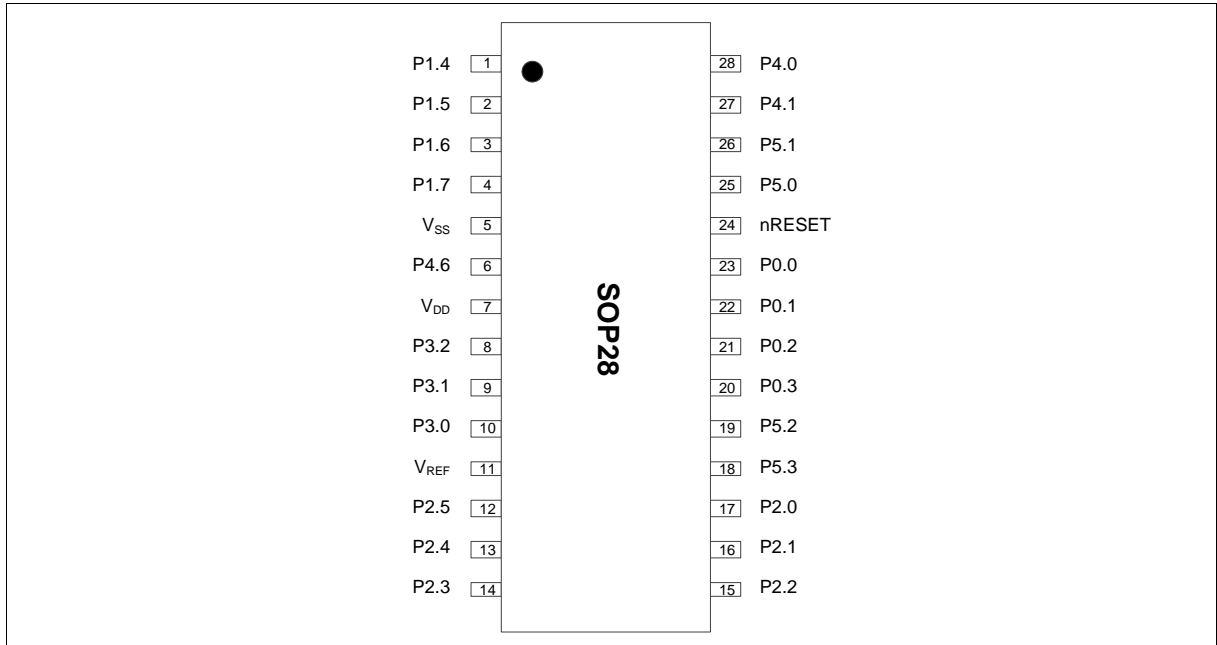 P1.4 1 28 P4.0
P1.5 2 27 P4.1
P1.6 3 26 P5.1
P1.7 4 25 P5.0
VSS 5 24 nRESET
P4.6 6 23 P0.0
VDD 7 22 P0.1
P3.2 8 21 P0.2
P3.1 9 20 P0.3
P3.0 10 19 P5.2
VREF 11 18 P5.3
P2.5 12 17 P2.0
P2.4 13 16 P2.1
P2.3 14 15 P2.2
SOP28